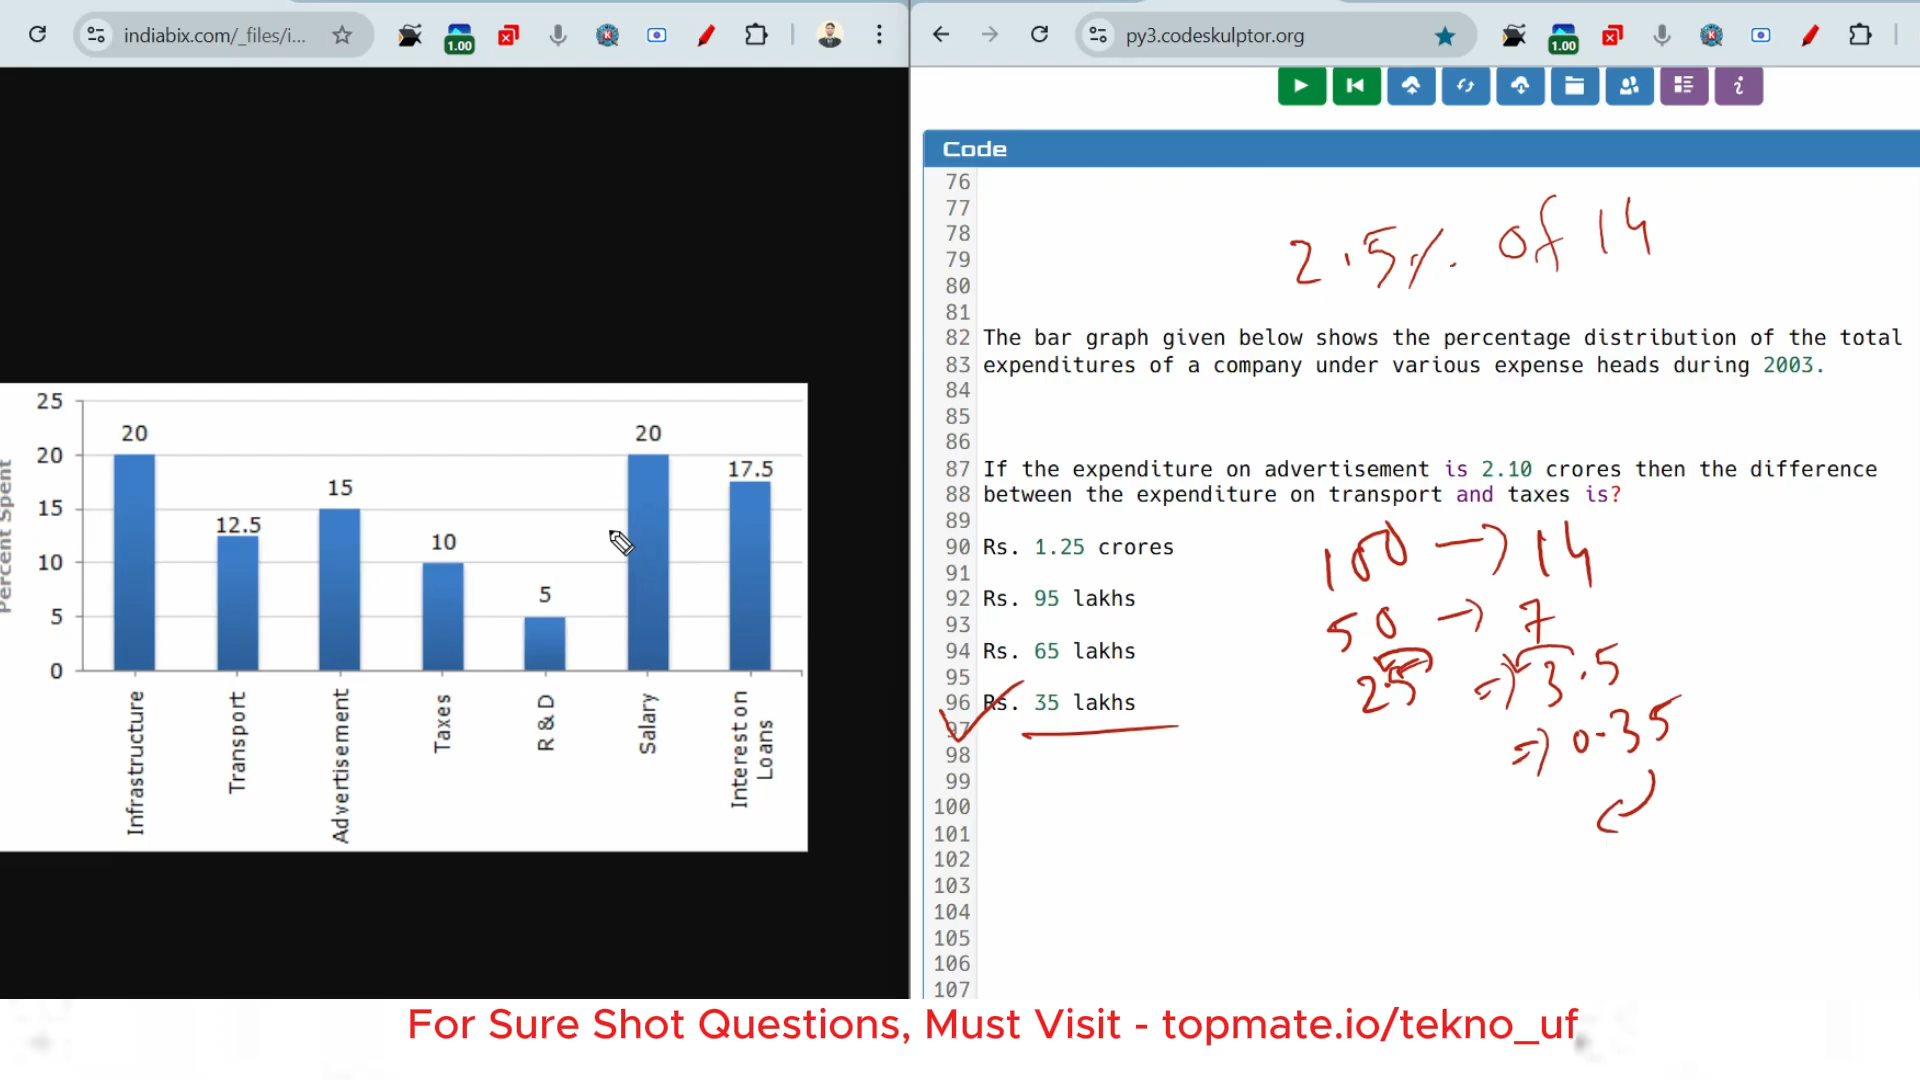 indiabix.com/_files/i...
1.00
py3.codeskulptor.org
1.00
Code
76
77
78
79
80
81
82 The bar graph given below shows the percentage distribution of the total
83 expenditures of a company under various expense heads during 2003.
84
85
86
87 If the expenditure on advertisement is 2.10 crores then the difference
88 between the expenditure on transport and taxes is?
89
90 Rs. 1.25 crores
91
92 Rs. 95 lakhs
93
94 Rs. 65 lakhs
95
96 Rs. 35 lakhs
97
98
99
100
101
102
103
104
105
106
107
2.5% of 14
100 → 14
50 → 7
2.5 ⇒ 3.5
⇒ 0.35
Percent Spent
25
20
15
10
5
0
20
12.5
15
10
5
20
17.5
Infrastructure
Transport
Advertisement
Taxes
R & D
Salary
Interest on
Loans
For Sure Shot Questions, Must Visit - topmate.io/tekno_uf